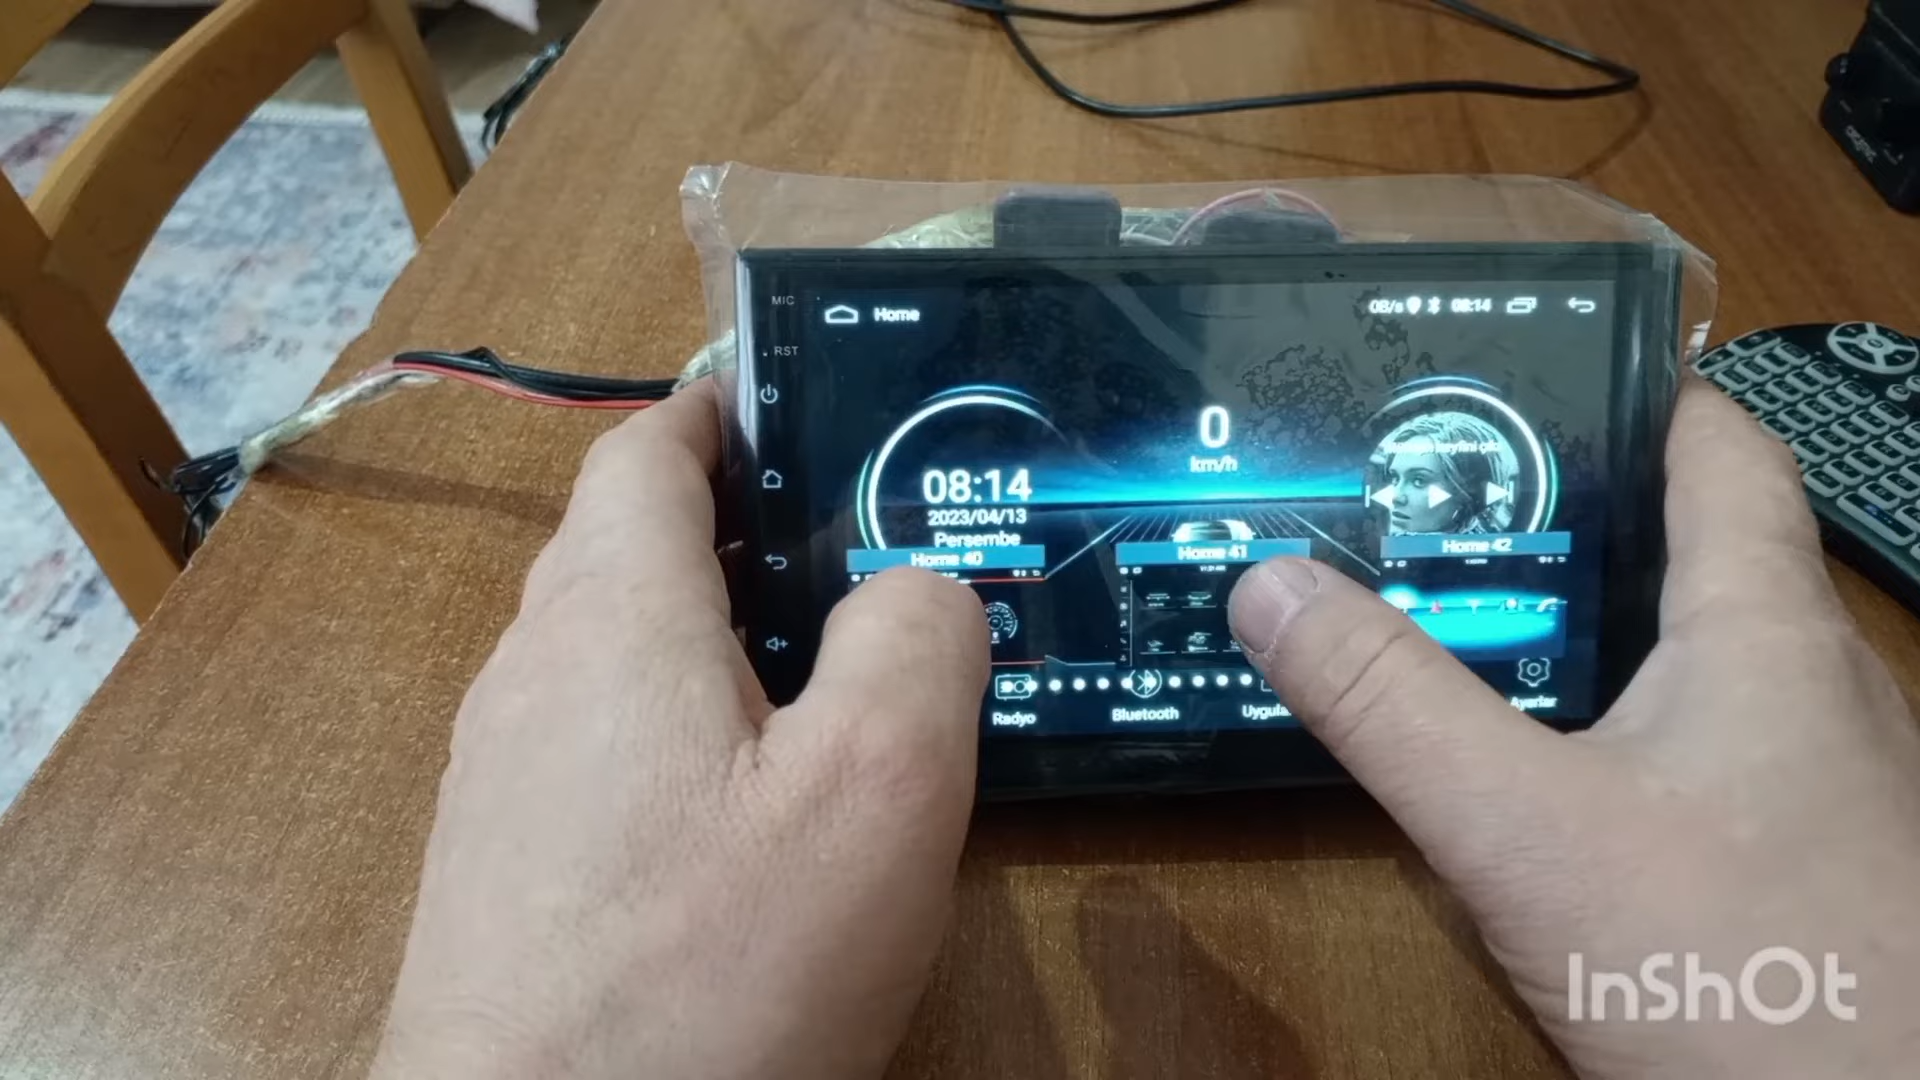 MIC
RST
Home
0B/s 08:14
0
km/h
08:14
2023/04/13
Persembe
Home 40
Home 41
Home 42
Radyo
Bluetooth
Ayarlar
InShOt